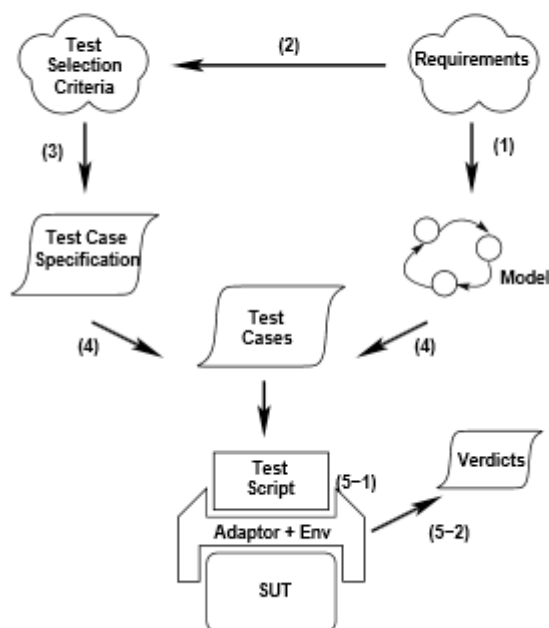 Test
Selection
Criteria
(2)
Requirements
(3)
(1)
Test Case
Specification
Model
(4)
Test
Cases
(4)
Test
Script
(5-1)
Verdicts
Adaptor + Env
(5-2)
SUT